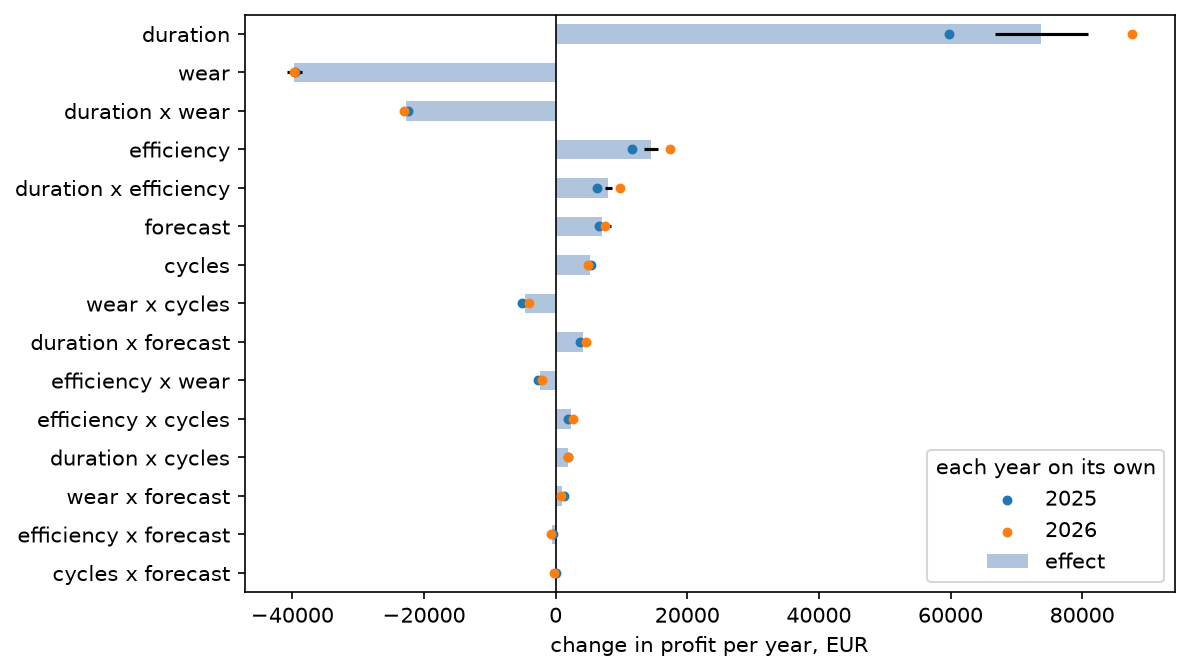 duration
wear
duration x wear
efficiency
duration x efficiency
forecast
cycles
wear x cycles
duration x forecast
efficiency x wear
efficiency x cycles
duration x cycles
wear x forecast
efficiency x forecast
cycles x forecast
each year on its own
2025
2026
effect
−40000 −20000 0 20000 40000 60000 80000
change in profit per year, EUR